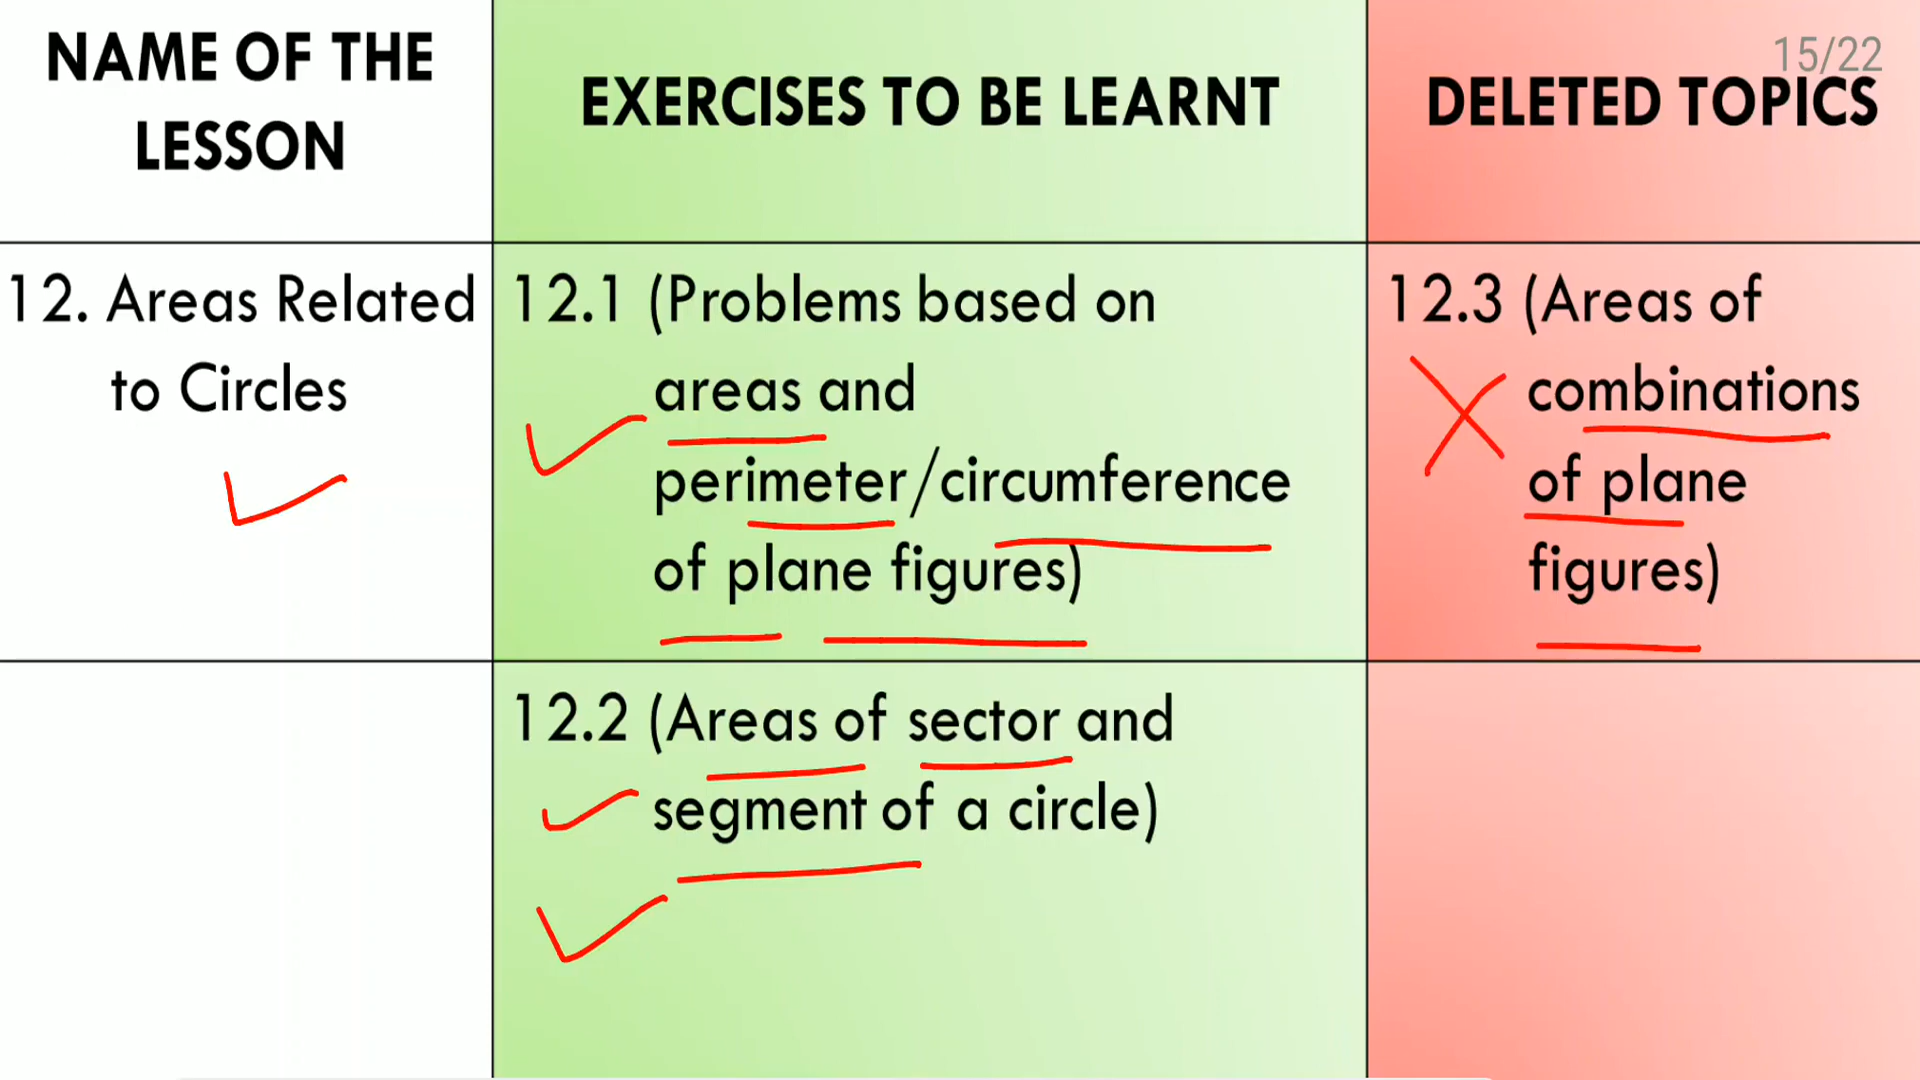 NAME OF THE
LESSON
EXERCISES TO BE LEARNT
15/22
DELETED TOPICS
12. Areas Related
to Circles
12.1 (Problems based on
areas and
perimeter/circumference
of plane figures)
12.3 (Areas of
combinations
of plane
figures)
12.2 (Areas of sector and
segment of a circle)